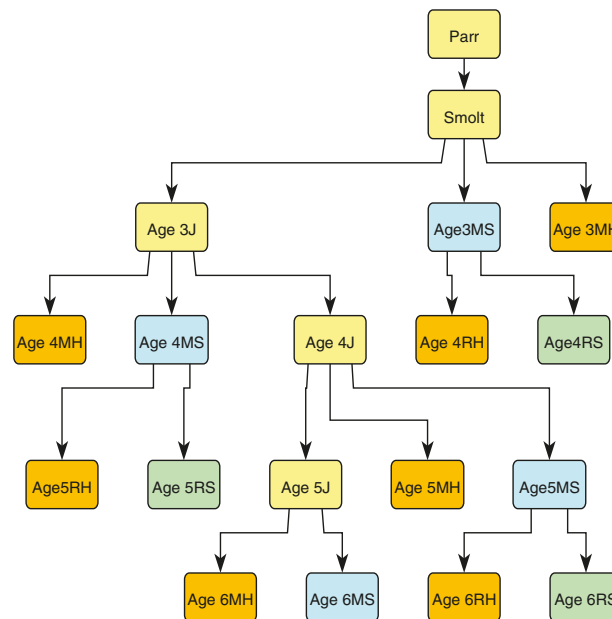 Parr
Smolt
Age 3J
Age3MS
Age 3MH
Age 4MH
Age 4MS
Age 4J
Age 4RH
Age4RS
Age5RH
Age 5RS
Age 5J
Age 5MH
Age5MS
Age 6MH
Age 6MS
Age 6RH
Age 6RS